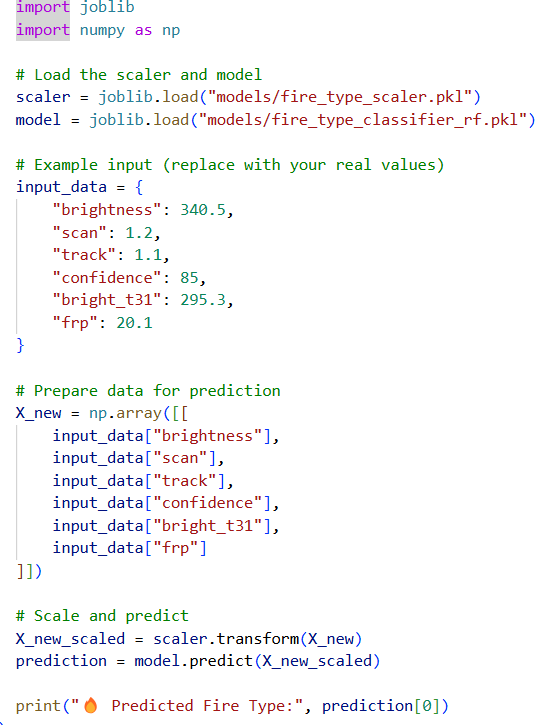 import joblib
import numpy as np

# Load the scaler and model
scaler = joblib.load("models/fire_type_scaler.pkl")
model = joblib.load("models/fire_type_classifier_rf.pkl")

# Example input (replace with your real values)
input_data = {
    "brightness": 340.5,
    "scan": 1.2,
    "track": 1.1,
    "confidence": 85,
    "bright_t31": 295.3,
    "frp": 20.1
}

# Prepare data for prediction
X_new = np.array([[
    input_data["brightness"],
    input_data["scan"],
    input_data["track"],
    input_data["confidence"],
    input_data["bright_t31"],
    input_data["frp"]
]])

# Scale and predict
X_new_scaled = scaler.transform(X_new)
prediction = model.predict(X_new_scaled)

print("🔥 Predicted Fire Type:", prediction[0])